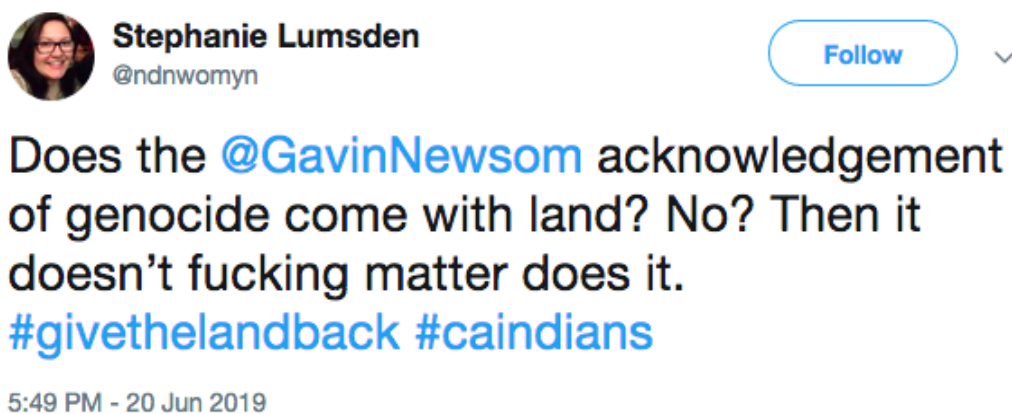 Stephanie Lumsden
@ndnwomyn
Follow
Does the @GavinNewsom acknowledgement
of genocide come with land? No? Then it
doesn’t fucking matter does it.
#givethelandback #caindians
5:49 PM - 20 Jun 2019